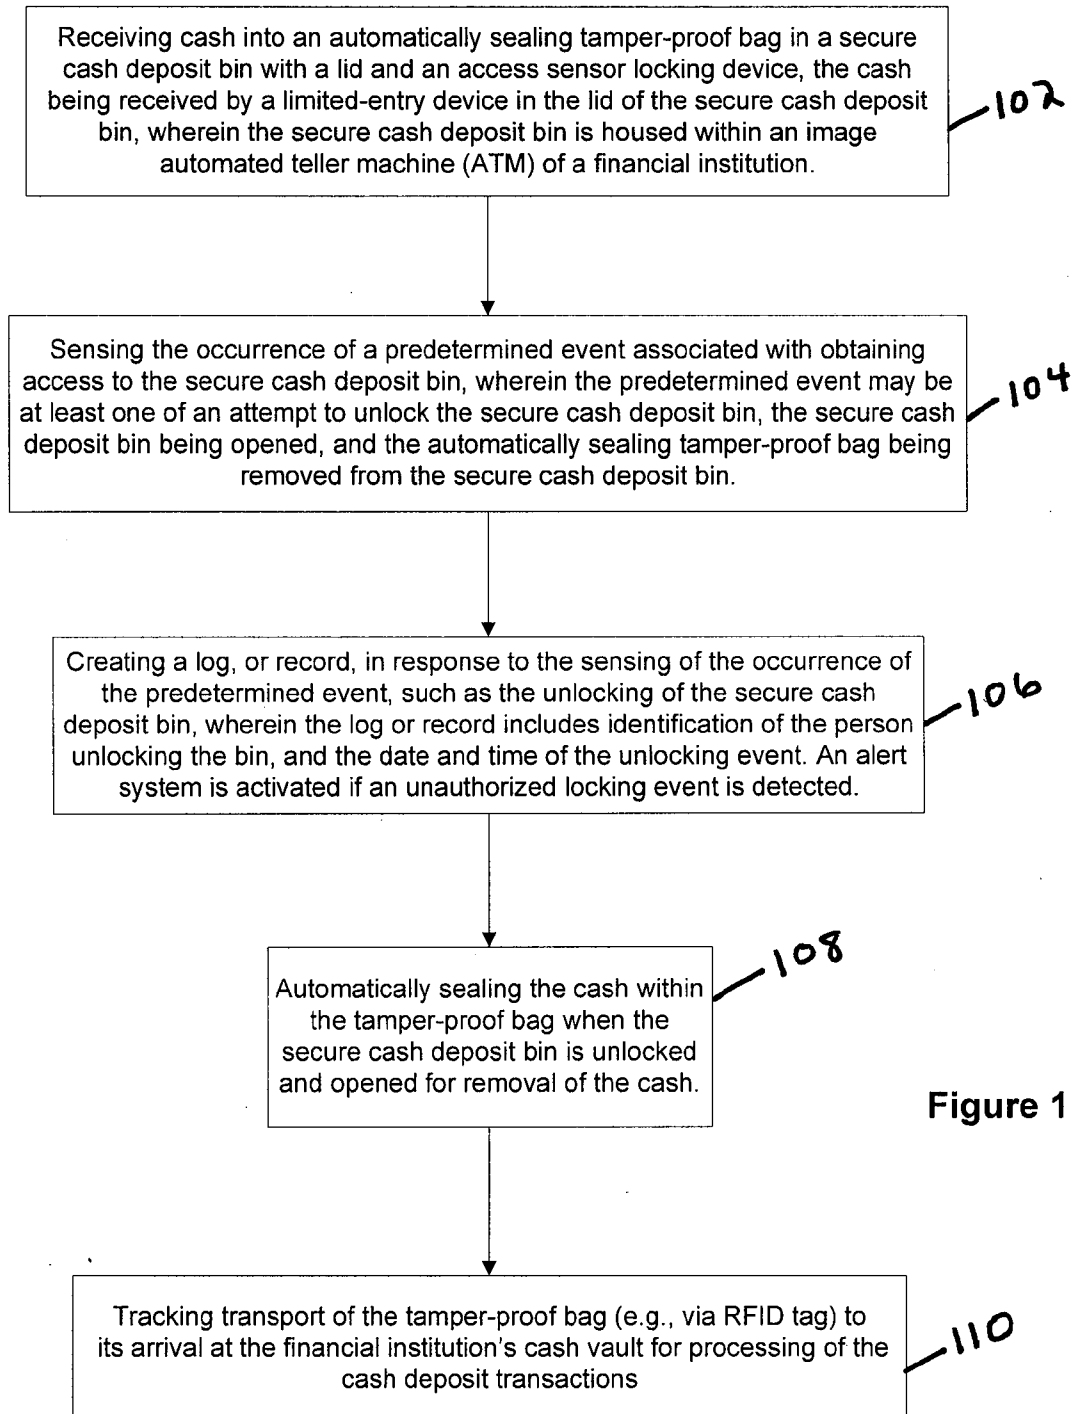 Receiving cash into an automatically sealing tamper-proof bag in a secure
cash deposit bin with a lid and an access sensor locking device, the cash
being received by a limited-entry device in the lid of the secure cash deposit
bin, wherein the secure cash deposit bin is housed within an image
automated teller machine (ATM) of a financial institution.
102
Sensing the occurrence of a predetermined event associated with obtaining
access to the secure cash deposit bin, wherein the predetermined event may be
at least one of an attempt to unlock the secure cash deposit bin, the secure cash
deposit bin being opened, and the automatically sealing tamper-proof bag being
removed from the secure cash deposit bin.
104
Creating a log, or record, in response to the sensing of the occurrence of
the predetermined event, such as the unlocking of the secure cash
deposit bin, wherein the log or record includes identification of the person
unlocking the bin, and the date and time of the unlocking event. An alert
system is activated if an unauthorized locking event is detected.
106
Automatically sealing the cash within
the tamper-proof bag when the
secure cash deposit bin is unlocked
and opened for removal of the cash.
108
Figure 1
Tracking transport of the tamper-proof bag (e.g., via RFID tag) to
its arrival at the financial institution's cash vault for processing of the
cash deposit transactions
110